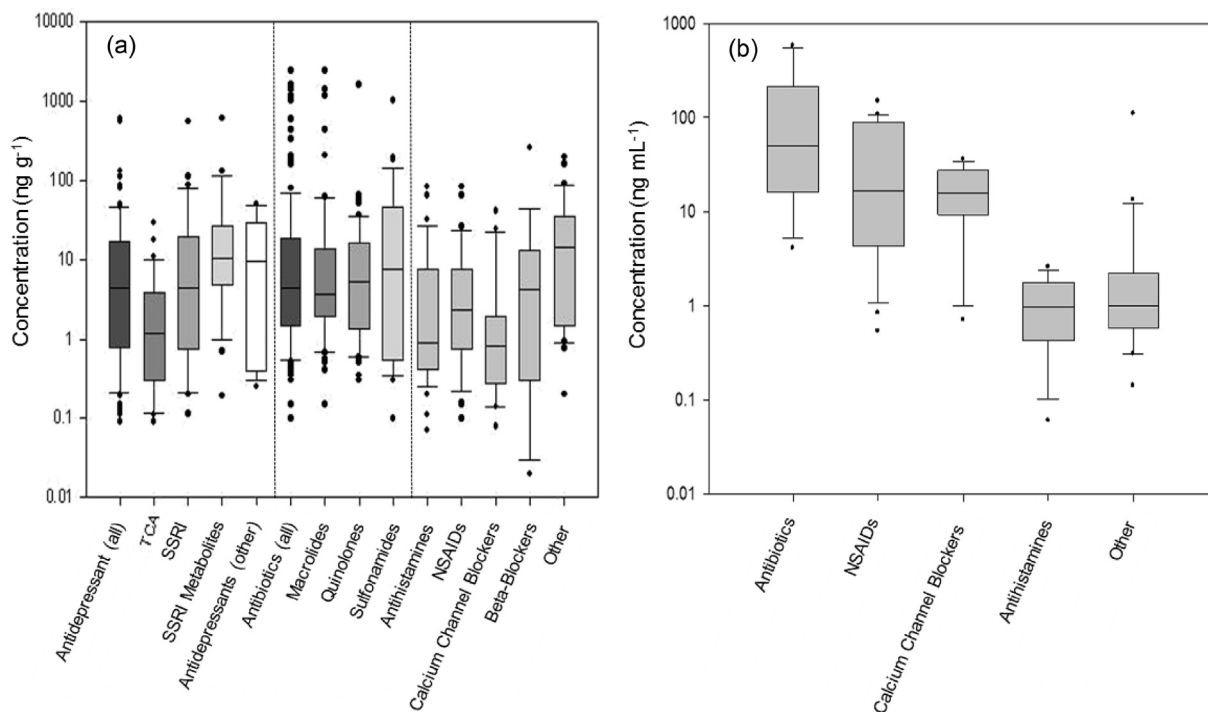 (a)
Concentration (ng g⁻¹)
10000
1000
100
10
1
0.1
0.01
Antidepressant (all)
TCA
SSRI
SSRI Metabolites
Antidepressants (other)
Antibiotics (all)
Macrolides
Quinolones
Sulfonamides
Antihistamines
NSAIDs
Calcium Channel Blockers
Beta-Blockers
Other
(b)
Concentration (ng mL⁻¹)
1000
100
10
1
0.1
0.01
Antibiotics
NSAIDs
Calcium Channel Blockers
Antihistamines
Other